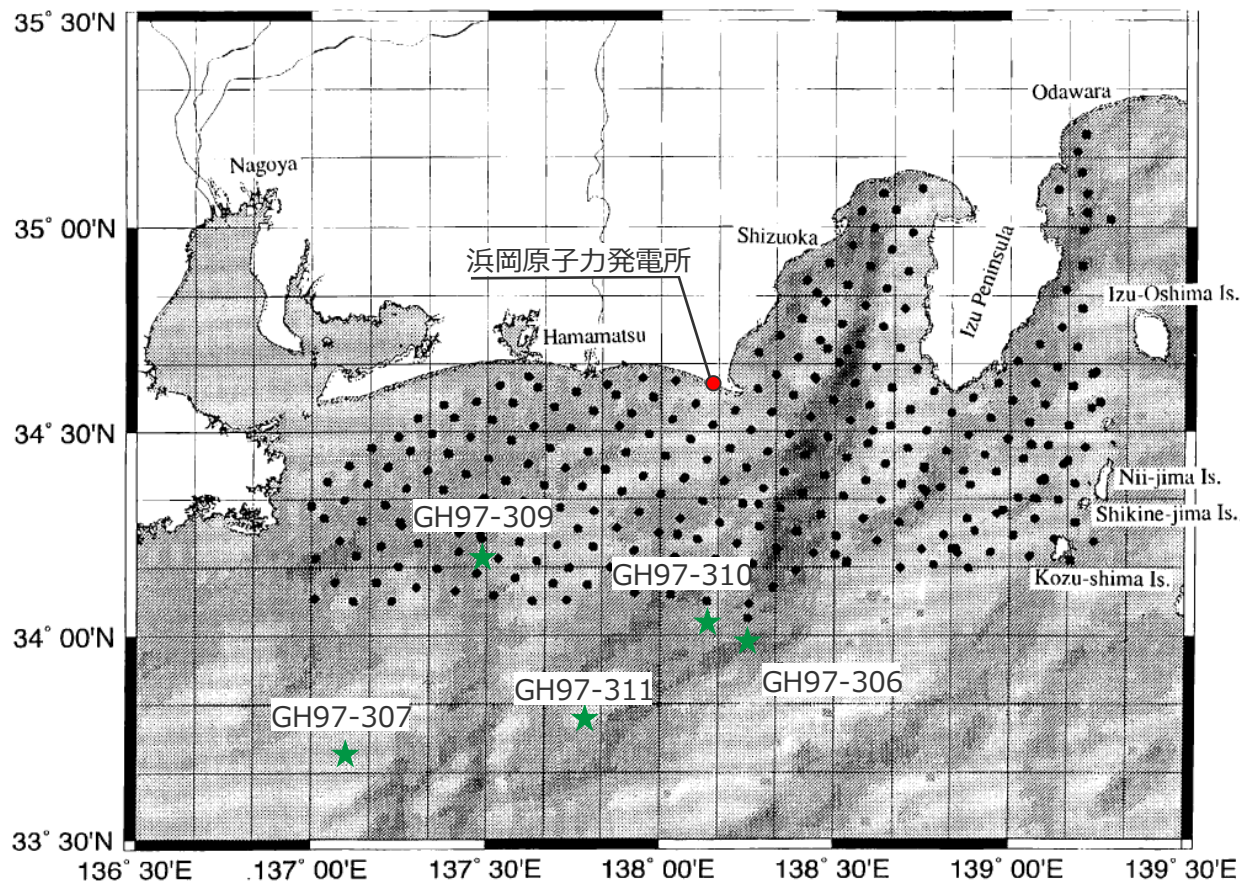 35° 30'N
Odawara
Nagoya
35° 00'N
Shizuoka
浜岡原子力発電所
Izu Peninsula
Izu-Oshima Is.
Hamamatsu
34° 30'N
Nii-jima Is.
GH97-309
Shikine-jima Is.
GH97-310
Kozu-shima Is.
34° 00'N
GH97-311
GH97-306
GH97-307
33° 30'N
136° 30'E
137° 00'E
137° 30'E
138° 00'E
138° 30'E
139° 00'E
139° 30'E